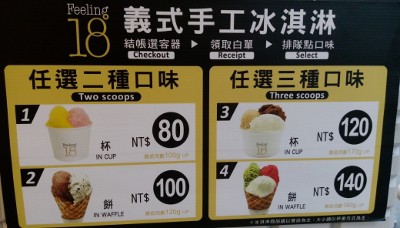 Feeling 18
義式手工冰淇淋
結帳選容器 ▶ 領取白單 ▶ 排隊點口味
Checkout Receipt Select
任選二種口味
Two scoops
1 杯 IN CUP NT$ 80
2 餅 IN WAFFLE NT$ 100
任選三種口味
Three scoops
3 杯 IN CUP NT$ 120
4 餅 IN WAFFLE NT$ 140